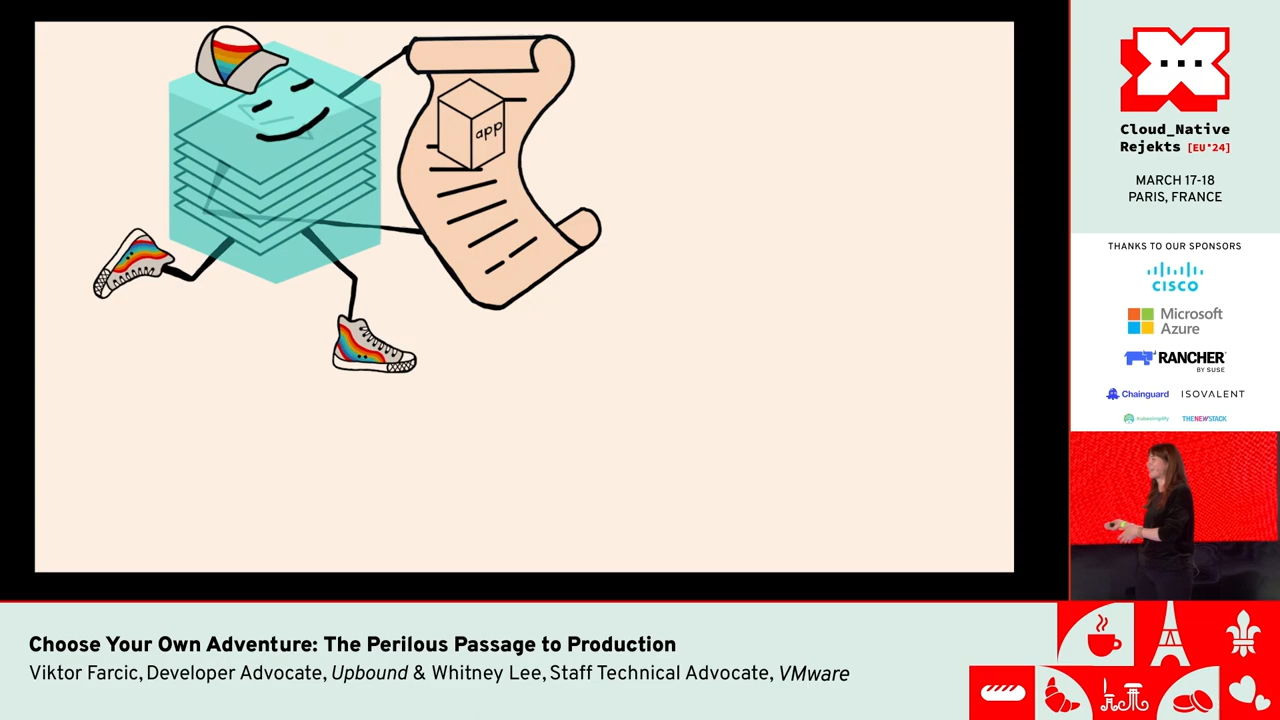 app
Cloud_Native
Rejekts [EU'24]
MARCH 17-18
PARIS, FRANCE
THANKS TO OUR SPONSORS
CISCO
Microsoft
Azure
RANCHER
BY SUSE
Chainguard
ISOVALENT
kubesimplify
THENEWSTACK
Choose Your Own Adventure: The Perilous Passage to Production
Viktor Farcic, Developer Advocate, Upbound & Whitney Lee, Staff Technical Advocate, VMware